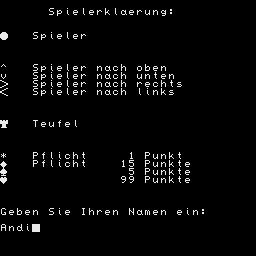 Spielerklaerung:
● Spieler
^ Spieler nach oben
v Spieler nach unten
> Spieler nach rechts
< Spieler nach links
Teufel
* Pflicht 1 Punkt
♦ Pflicht 15 Punkte
♠ 5 Punkte
♥ 99 Punkte
Geben Sie Ihren Namen ein:
Andi